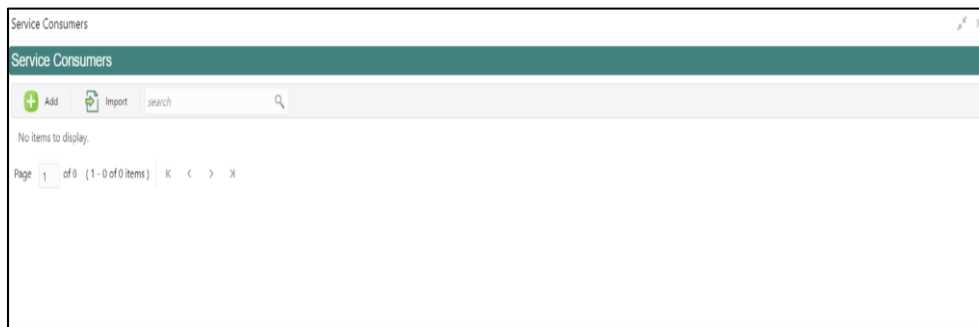 Service Consumers
Service Consumers
Add Import search
No items to display.
Page 1 of 0 (1 - 0 of 0 items) K < > X